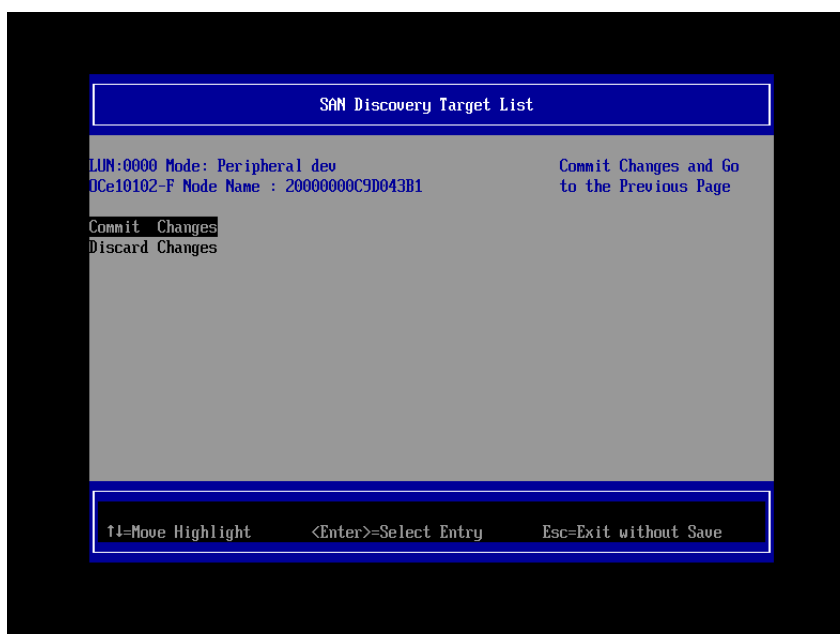 SAN Discovery Target List
LUN:0000 Mode: Peripheral dev
OCe10102-F Node Name : 20000000C9D043B1
Commit Changes and Go
to the Previous Page
Commit  Changes
Discard Changes
↑↓=Move Highlight <Enter>=Select Entry Esc=Exit without Save